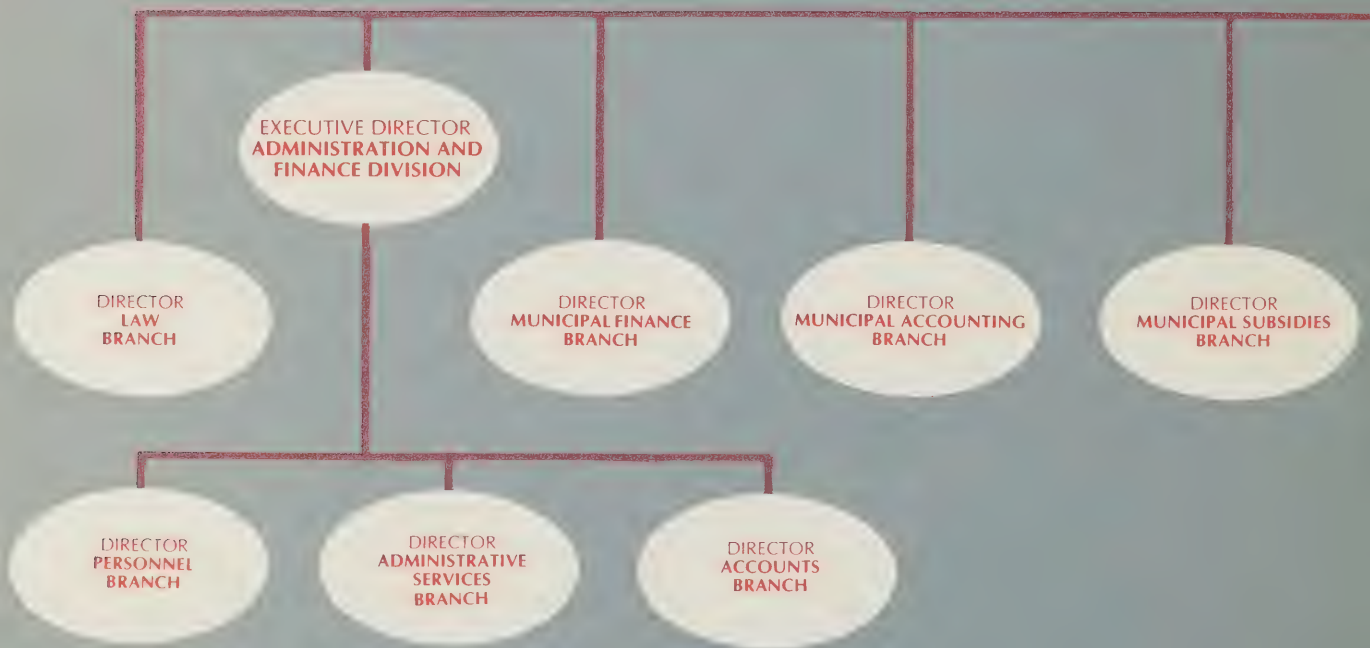 EXECUTIVE DIRECTOR
ADMINISTRATION AND
FINANCE DIVISION
DIRECTOR
LAW
BRANCH
DIRECTOR
MUNICIPAL FINANCE
BRANCH
DIRECTOR
MUNICIPAL ACCOUNTING
BRANCH
DIRECTOR
MUNICIPAL SUBSIDIES
BRANCH
DIRECTOR
PERSONNEL
BRANCH
DIRECTOR
ADMINISTRATIVE
SERVICES
BRANCH
DIRECTOR
ACCOUNTS
BRANCH